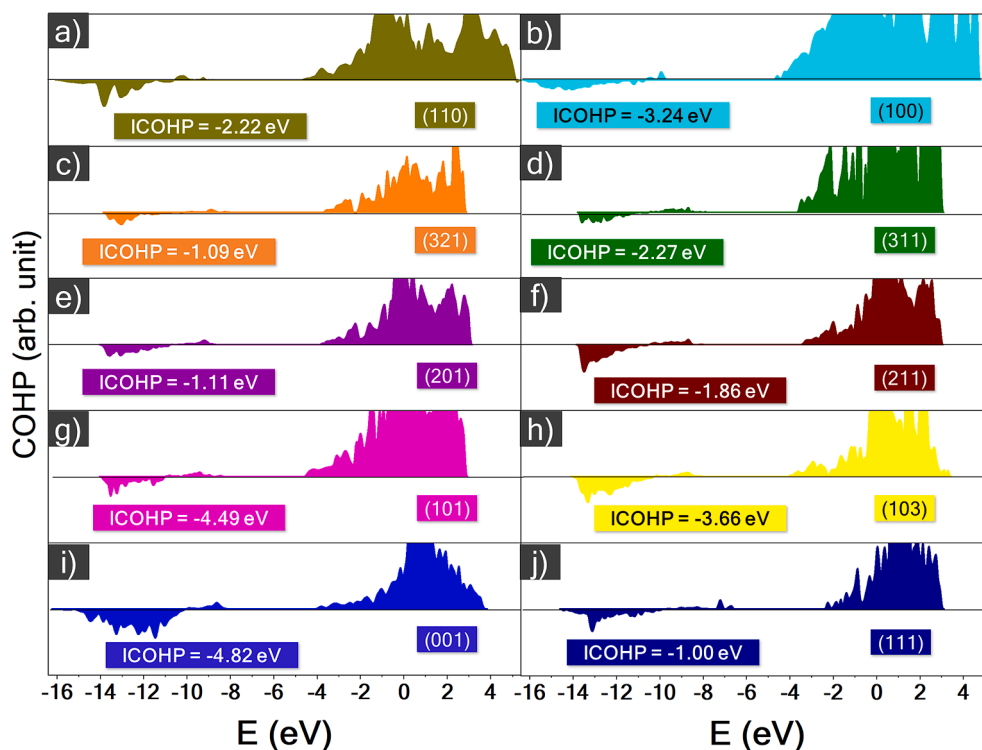 a)
ICOHP = -2.22 eV
(110)
b)
ICOHP = -3.24 eV
(100)
c)
ICOHP = -1.09 eV
(321)
d)
ICOHP = -2.27 eV
(311)
e)
ICOHP = -1.11 eV
(201)
f)
ICOHP = -1.86 eV
(211)
g)
ICOHP = -4.49 eV
(101)
h)
ICOHP = -3.66 eV
(103)
i)
ICOHP = -4.82 eV
(001)
j)
ICOHP = -1.00 eV
(111)
COHP (arb. unit)
-16 -14 -12 -10 -8 -6 -4 -2 0 2 4 -16 -14 -12 -10 -8 -6 -4 -2 0 2 4
E (eV) E (eV)